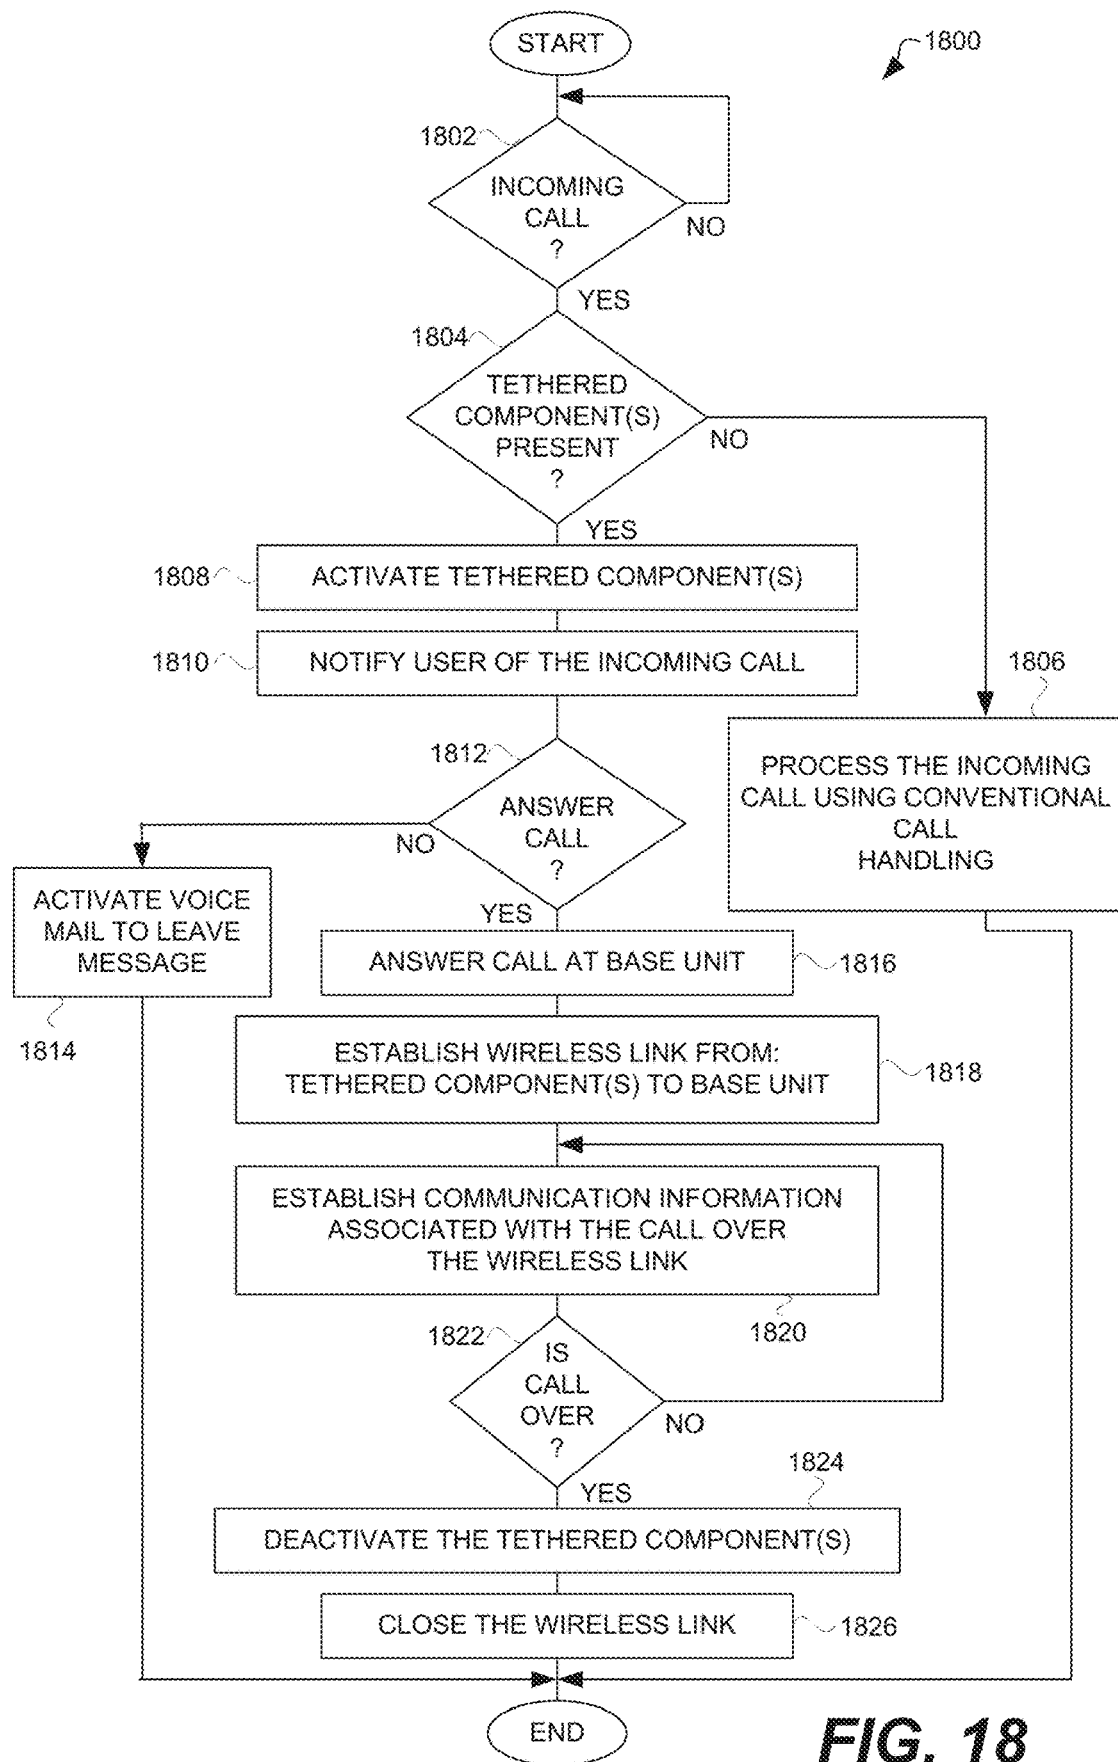 START
1800
1802
INCOMING
CALL
?
NO
YES
1804
TETHERED
COMPONENT(S)
PRESENT
?
NO
YES
1808
ACTIVATE TETHERED COMPONENT(S)
1810
NOTIFY USER OF THE INCOMING CALL
1806
PROCESS THE INCOMING
CALL USING CONVENTIONAL
CALL
HANDLING
1812
ANSWER
CALL
?
NO
YES
ACTIVATE VOICE
MAIL TO LEAVE
MESSAGE
1814
ANSWER CALL AT BASE UNIT
1816
ESTABLISH WIRELESS LINK FROM:
TETHERED COMPONENT(S) TO BASE UNIT
1818
ESTABLISH COMMUNICATION INFORMATION
ASSOCIATED WITH THE CALL OVER
THE WIRELESS LINK
1820
1822
IS
CALL
OVER
?
NO
YES
1824
DEACTIVATE THE TETHERED COMPONENT(S)
CLOSE THE WIRELESS LINK
1826
END
FIG. 18